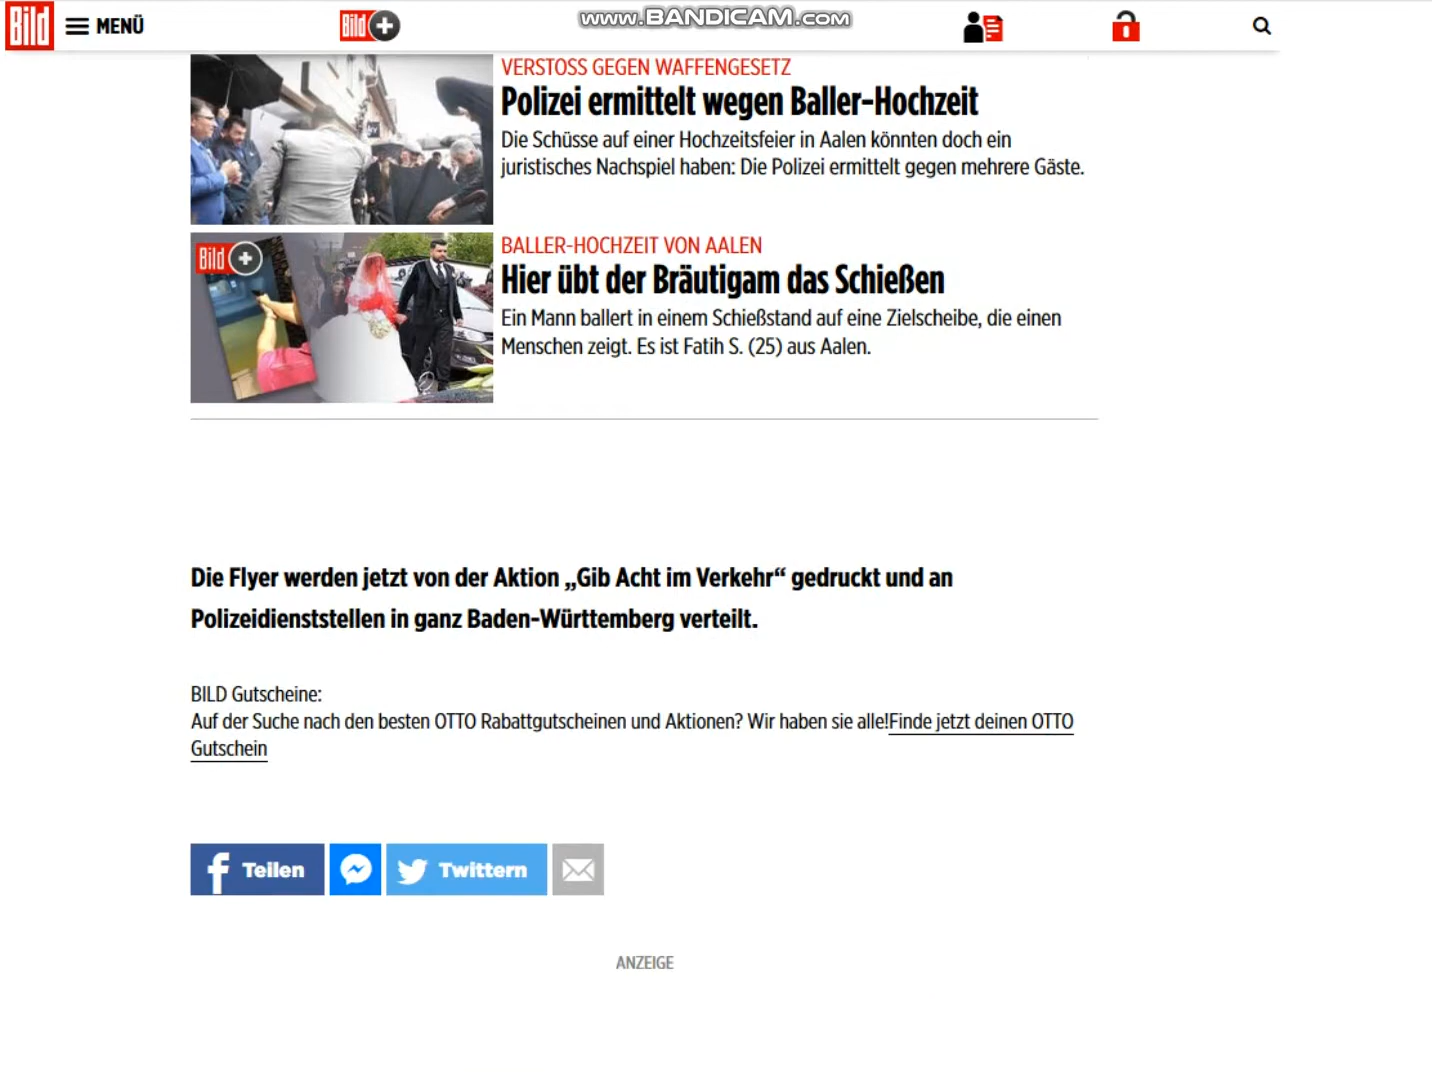 Bild
MENÜ
Bild
www.BANDICAM.com
VERSTOSS GEGEN WAFFENGESETZ
Polizei ermittelt wegen Baller-Hochzeit
Die Schüsse auf einer Hochzeitsfeier in Aalen könnten doch ein
juristisches Nachspiel haben: Die Polizei ermittelt gegen mehrere Gäste.
Bild
BALLER-HOCHZEIT VON AALEN
Hier übt der Bräutigam das Schießen
Ein Mann ballert in einem Schießstand auf eine Zielscheibe, die einen
Menschen zeigt. Es ist Fatih S. (25) aus Aalen.
Die Flyer werden jetzt von der Aktion „Gib Acht im Verkehr“ gedruckt und an
Polizeidienststellen in ganz Baden-Württemberg verteilt.
BILD Gutscheine:
Auf der Suche nach den besten OTTO Rabattgutscheinen und Aktionen? Wir haben sie alle!Finde jetzt deinen OTTO
Gutschein
Teilen
Twittern
ANZEIGE